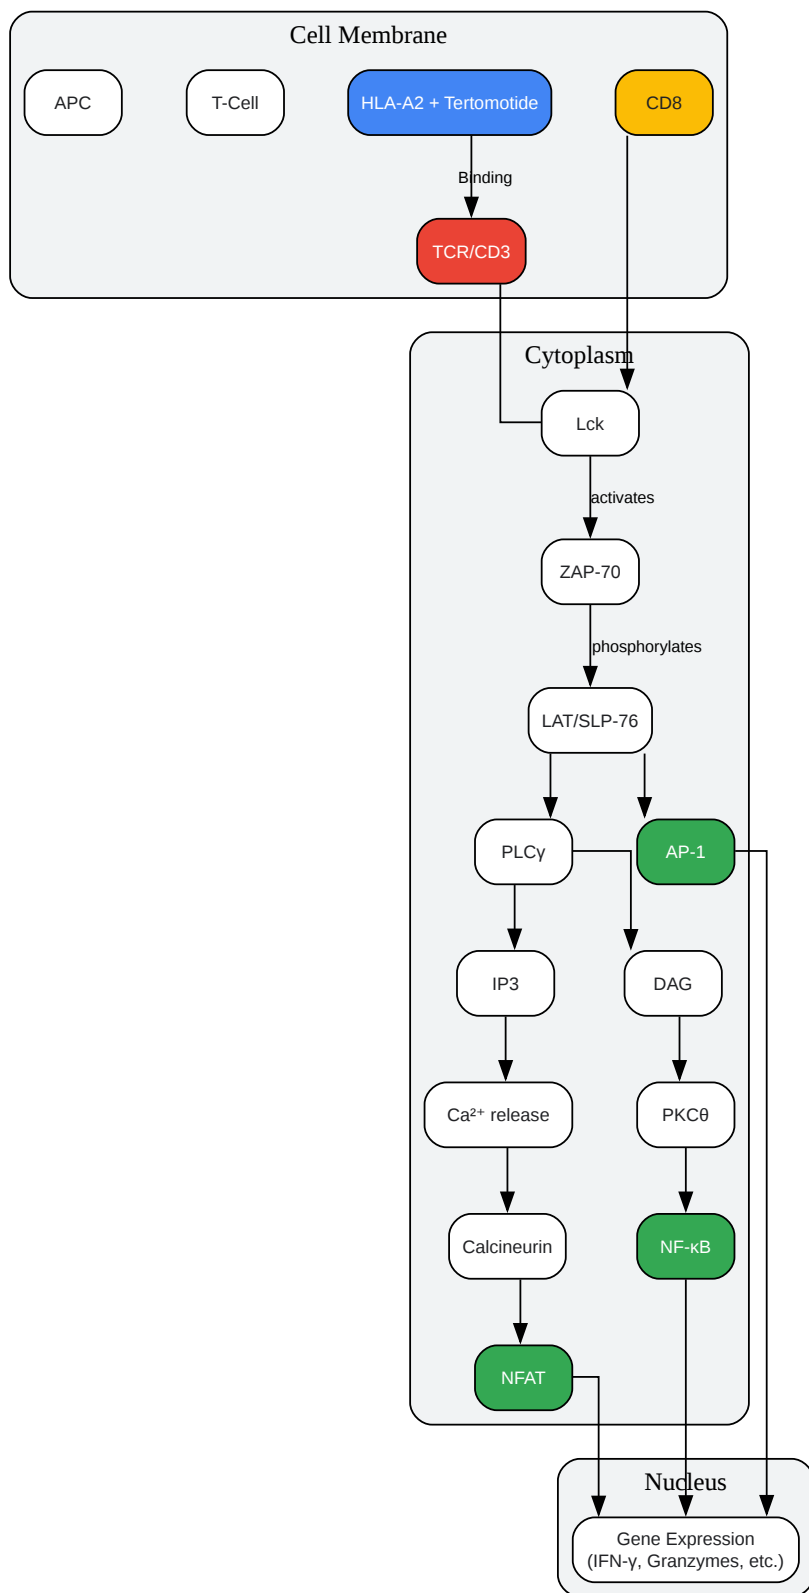 Cell Membrane
APC
T-Cell
HLA-A2 + Tertomotide
CD8
Binding
TCR/CD3
Cytoplasm
Lck
activates
ZAP-70
phosphorylates
LAT/SLP-76
PLCγ
AP-1
IP3
DAG
Ca²⁺ release
PKCθ
Calcineurin
NF-κB
NFAT
Nucleus
Gene Expression
(IFN-γ, Granzymes, etc.)